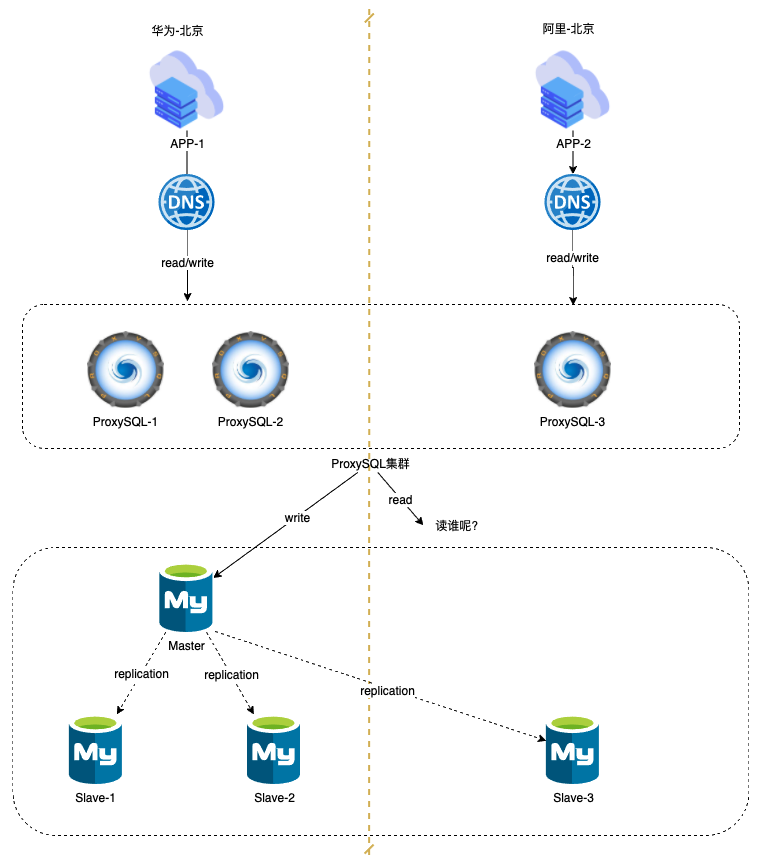 华为-北京
阿里-北京
APP-1
APP-2
DNS
DNS
read/write
read/write
ProxySQL-1
ProxySQL-2
ProxySQL-3
ProxySQL集群
read
write
读谁呢?
My
Master
replication
replication
replication
My
My
My
Slave-1
Slave-2
Slave-3